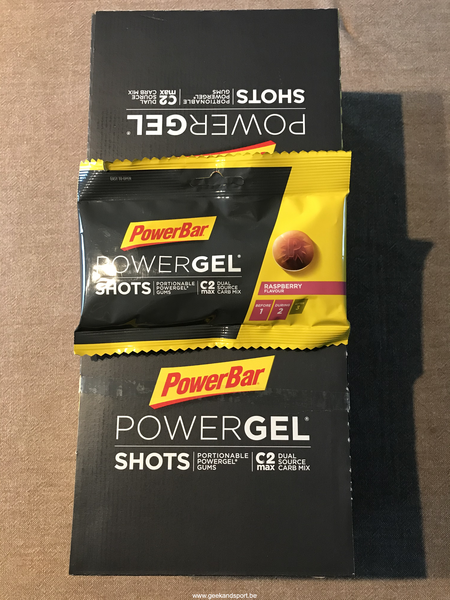 POWERGEL®
SHOTS
PORTIONABLE
POWERGEL®
GUMS
C2
max
DUAL
SOURCE
CARB MIX
PowerBar
POWERGEL®
SHOTS
PORTIONABLE
POWERGEL®
GUMS
C2
max
DUAL
SOURCE
CARB MIX
RASPBERRY
FLAVOUR
BEFORE
1
DURING
2
PowerBar
POWERGEL®
SHOTS
PORTIONABLE
POWERGEL®
GUMS
C2
max
DUAL
SOURCE
CARB MIX
www.geekandsport.be